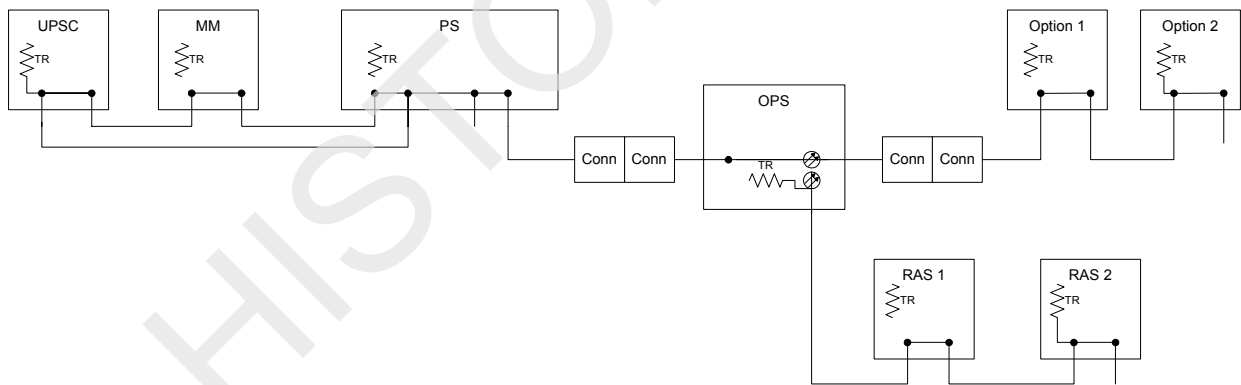 UPSC
TR
MM
TR
PS
TR
Conn
Conn
OPS
TR
Conn
Conn
Option 1
TR
Option 2
TR
RAS 1
TR
RAS 2
TR